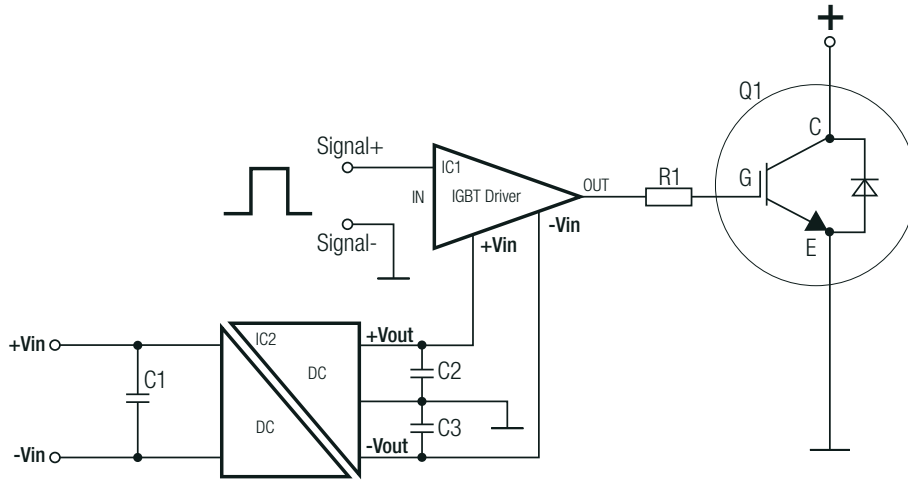 +
Q1
C
Signal+
IC1
IN
IGBT Driver
OUT
R1
G
-Vin
+Vin
Signal-
E
+Vin
IC2
DC
+Vout
C1
C2
DC
C3
-Vout
-Vin